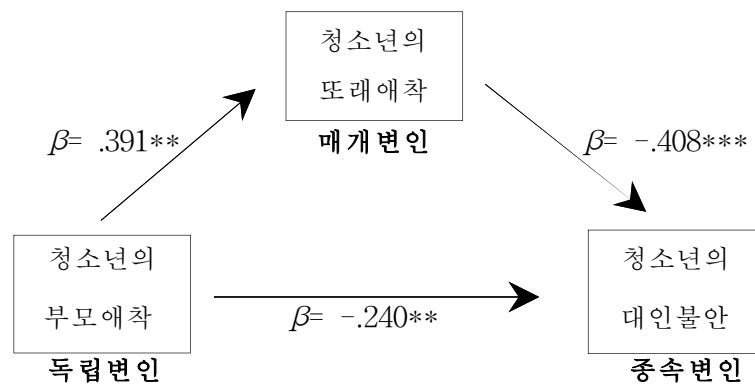 청소년의
또래애착
매개변인
β= .391**
β= -.408***
청소년의
부모애착
독립변인
β= -.240**
청소년의
대인불안
종속변인